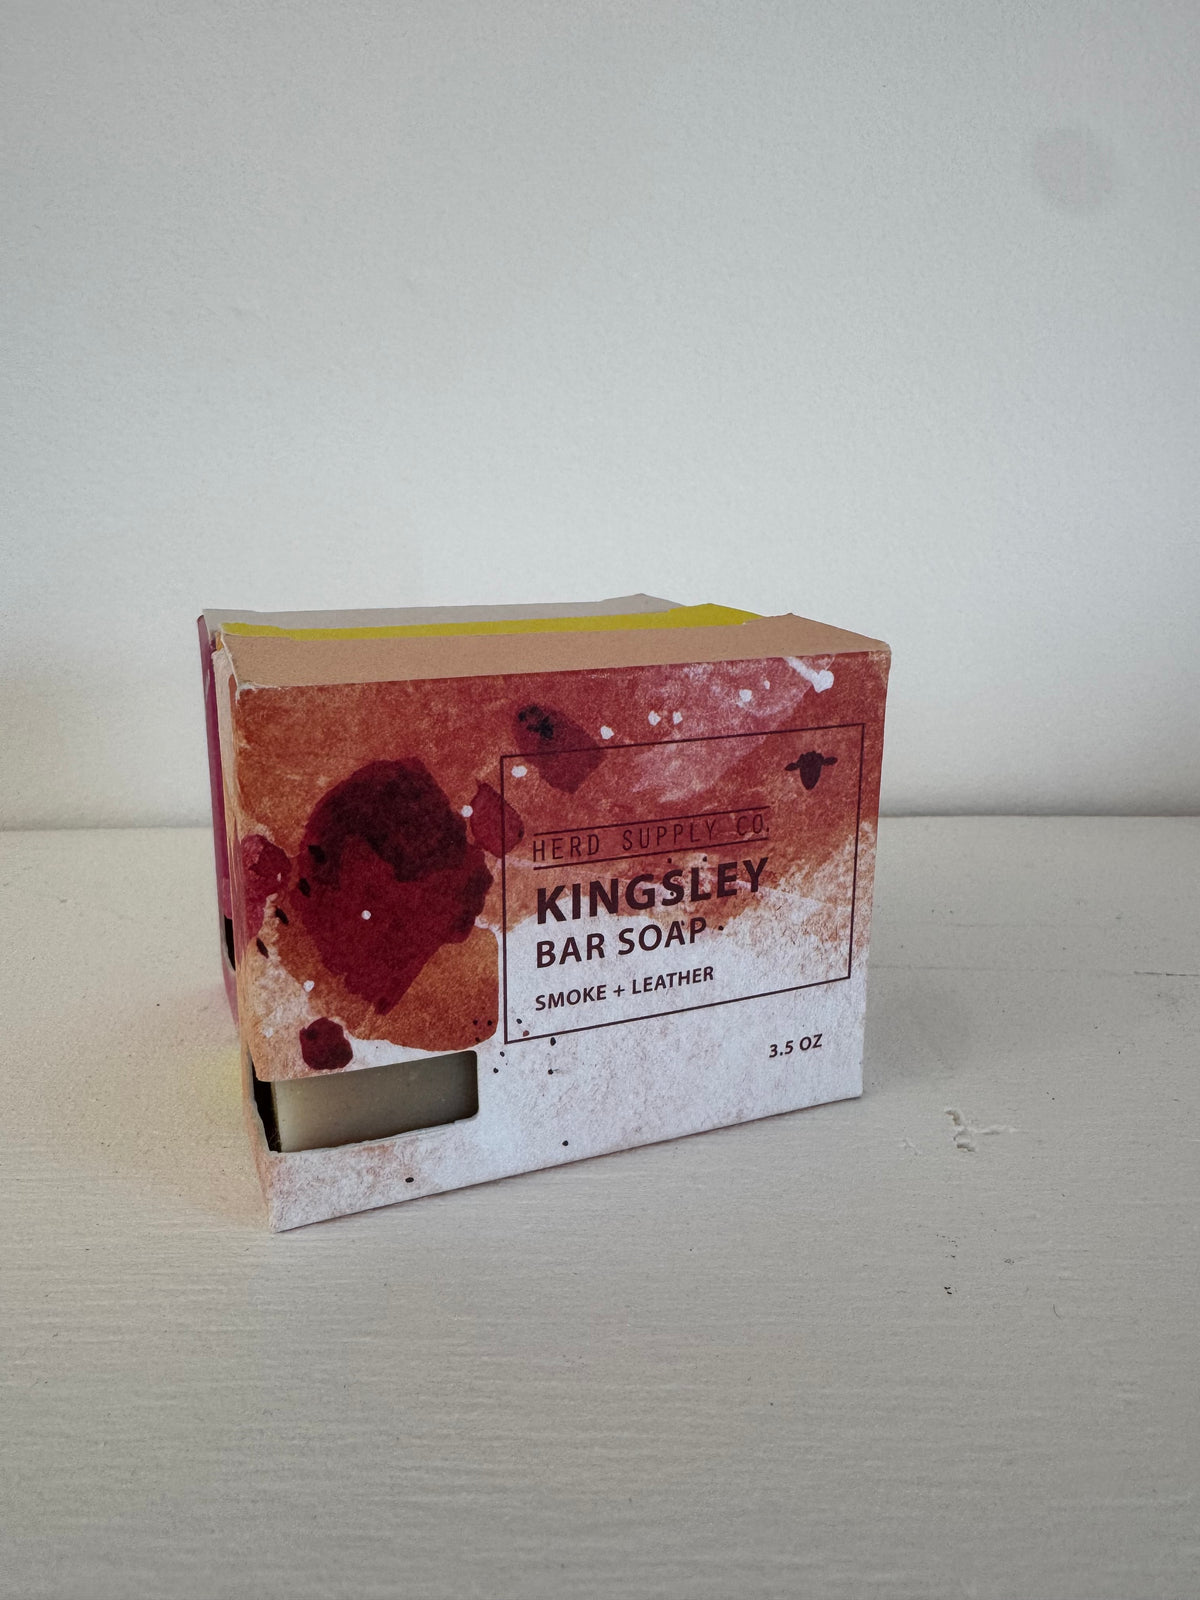 HERD SUPPLY CO.
KINGSLEY
BAR SOAP
SMOKE + LEATHER
3.5 OZ